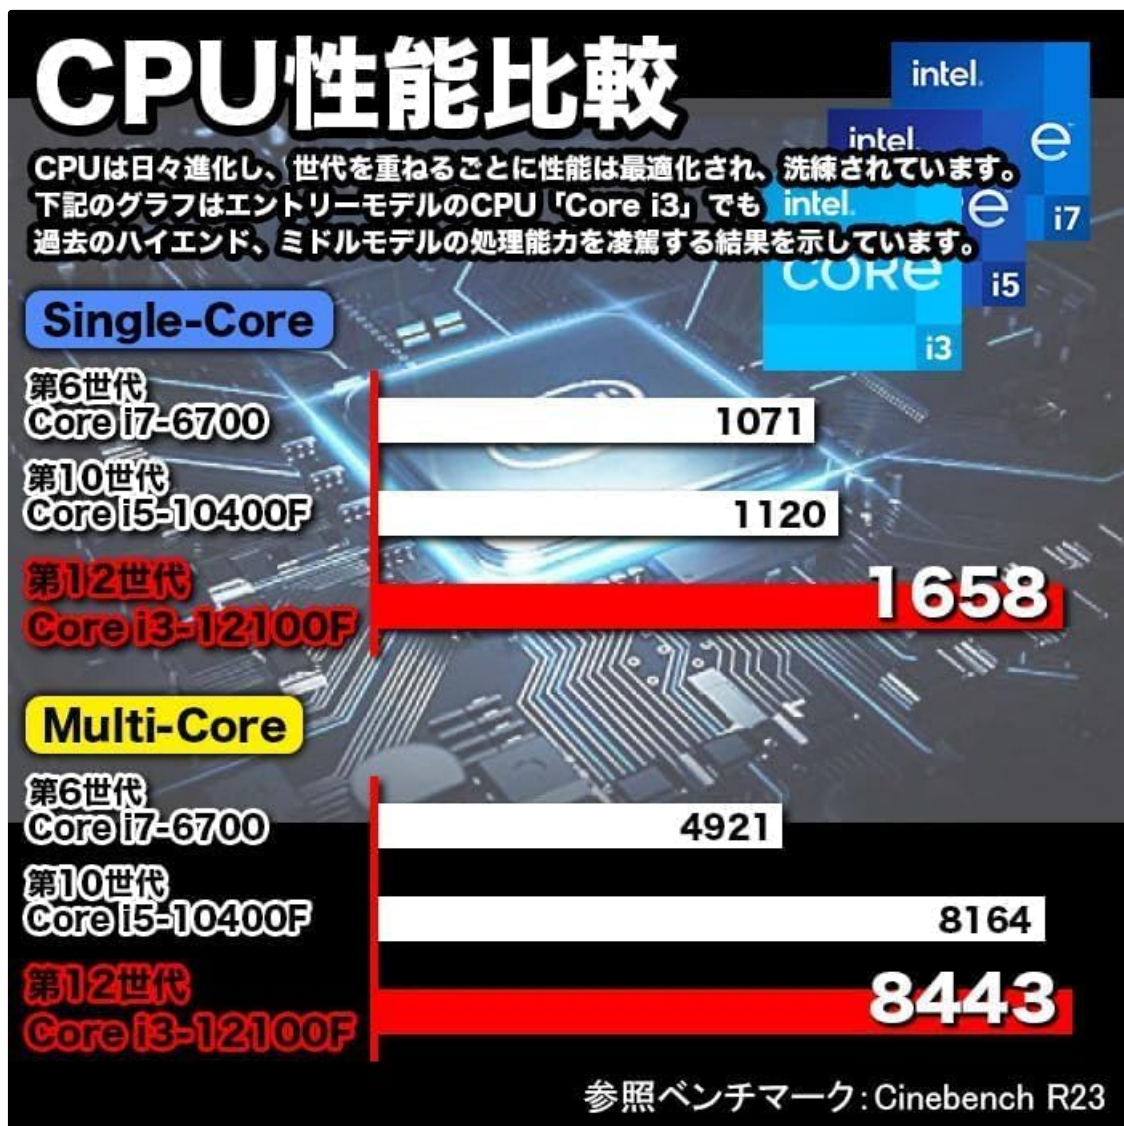 CPU性能比較
intel.
intel.
e
CPUは日々進化し、世代を重ねるごとに性能は最適化され、洗練されています。
下記のグラフはエントリーモデルのCPU「Core i3」でも
過去のハイエンド、ミドルモデルの処理能力を凌駕する結果を示しています。
intel.
e
i7
CORe
i5
i3
Single-Core
第6世代
Core i7-6700
1071
第10世代
Core i5-10400F
1120
第12世代
Core i3-12100F
1658
Multi-Core
第6世代
Core i7-6700
4921
第10世代
Core i5-10400F
8164
第12世代
Core i3-12100F
8443
参照ベンチマーク:Cinebench R23